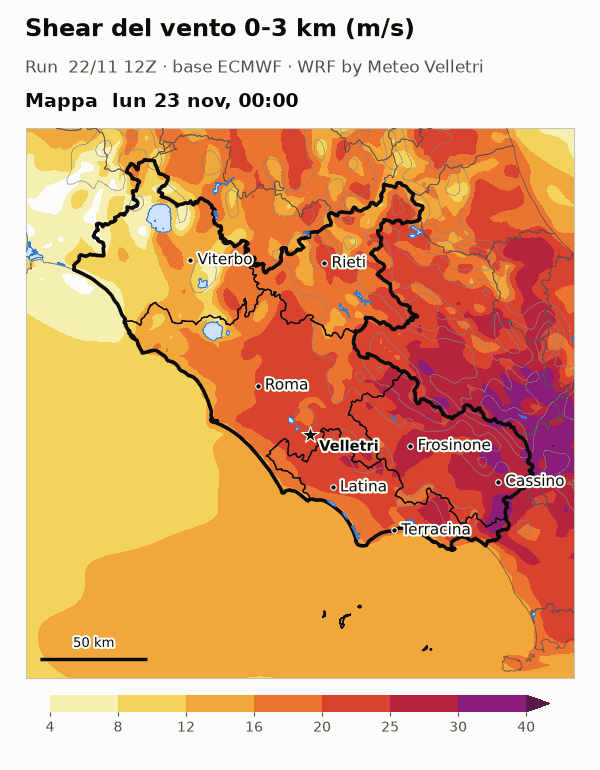 Shear del vento 0-3 km (m/s)
Run  22/11 12Z · base ECMWF · WRF by Meteo Velletri
Mappa  lun 23 nov, 00:00
Viterbo
Rieti
Roma
Velletri
Frosinone
Latina
Cassino
Terracina
50 km
4 8 12 16 20 25 30 40